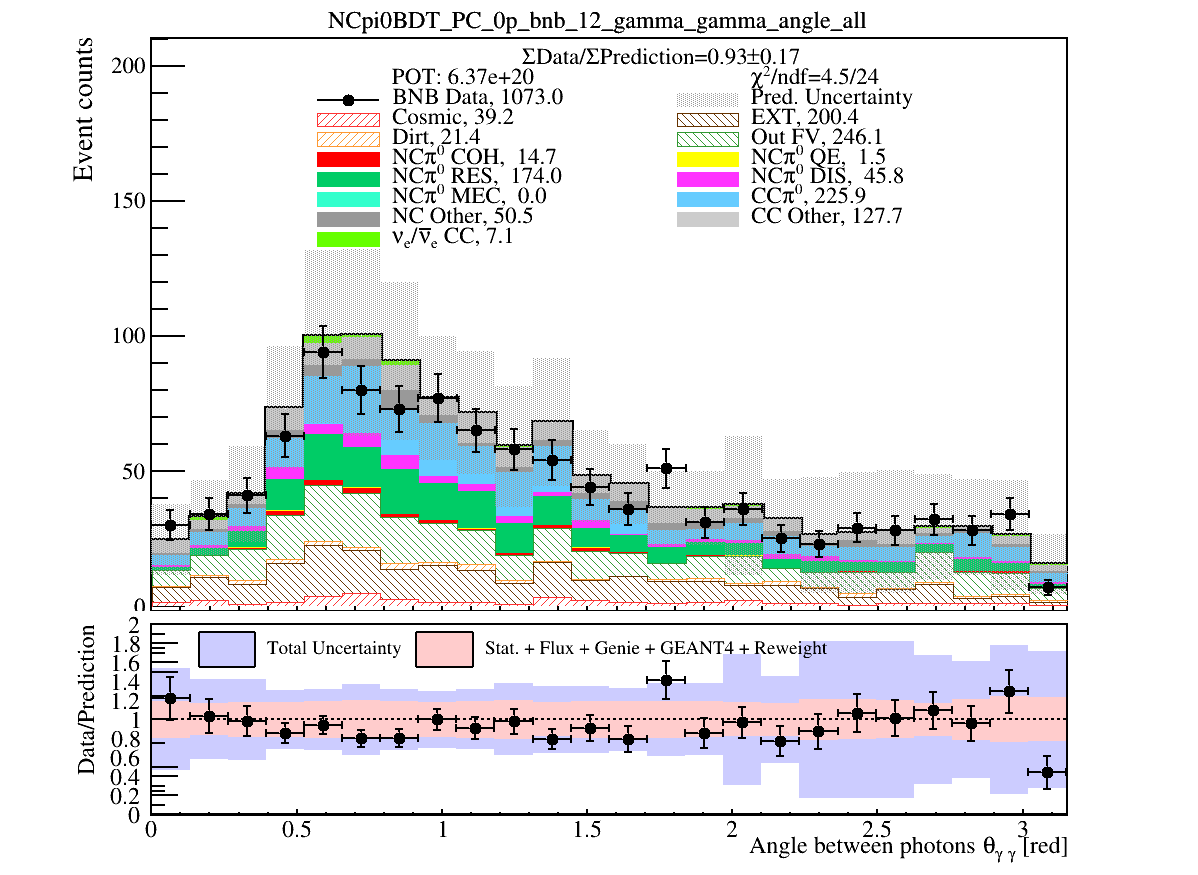 NCpi0BDT_PC_0p_bnb_12_gamma_gamma_angle_all
ΣData/ΣPrediction=0.93±0.17
POT: 6.37e+20
χ²/ndf=4.5/24
BNB Data, 1073.0
Pred. Uncertainty
Cosmic, 39.2
EXT, 200.4
Dirt, 21.4
Out FV, 246.1
NCπ⁰ COH, 14.7
NCπ⁰ QE, 1.5
NCπ⁰ RES, 174.0
NCπ⁰ DIS, 45.8
NCπ⁰ MEC, 0.0
CCπ⁰, 225.9
NC Other, 50.5
CC Other, 127.7
νₑ/ν̅ₑ CC, 7.1
Event counts
200
150
100
50
0
Total Uncertainty
Stat. + Flux + Genie + GEANT4 + Reweight
Data/Prediction
2
1.8
1.6
1.4
1.2
1
0.8
0.6
0.4
0.2
0
0 0.5 1 1.5 2 2.5 3
Angle between photons θγγ [red]